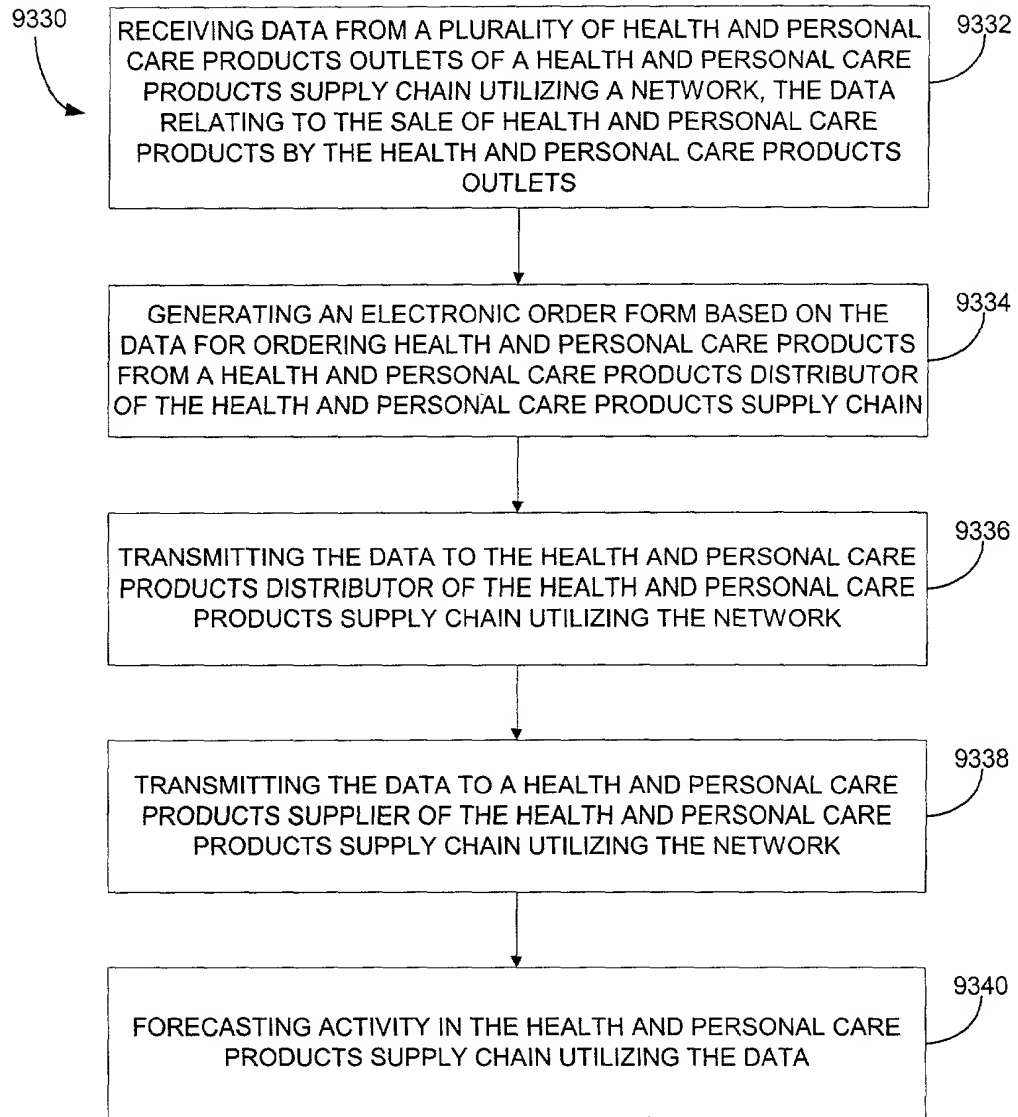 9330
RECEIVING DATA FROM A PLURALITY OF HEALTH AND PERSONAL
CARE PRODUCTS OUTLETS OF A HEALTH AND PERSONAL CARE
PRODUCTS SUPPLY CHAIN UTILIZING A NETWORK, THE DATA
RELATING TO THE SALE OF HEALTH AND PERSONAL CARE
PRODUCTS BY THE HEALTH AND PERSONAL CARE PRODUCTS
OUTLETS
9332
GENERATING AN ELECTRONIC ORDER FORM BASED ON THE
DATA FOR ORDERING HEALTH AND PERSONAL CARE PRODUCTS
FROM A HEALTH AND PERSONAL CARE PRODUCTS DISTRIBUTOR
OF THE HEALTH AND PERSONAL CARE PRODUCTS SUPPLY CHAIN
9334
TRANSMITTING THE DATA TO THE HEALTH AND PERSONAL CARE
PRODUCTS DISTRIBUTOR OF THE HEALTH AND PERSONAL CARE
PRODUCTS SUPPLY CHAIN UTILIZING THE NETWORK
9336
TRANSMITTING THE DATA TO A HEALTH AND PERSONAL CARE
PRODUCTS SUPPLIER OF THE HEALTH AND PERSONAL CARE
PRODUCTS SUPPLY CHAIN UTILIZING THE NETWORK
9338
FORECASTING ACTIVITY IN THE HEALTH AND PERSONAL CARE
PRODUCTS SUPPLY CHAIN UTILIZING THE DATA
9340